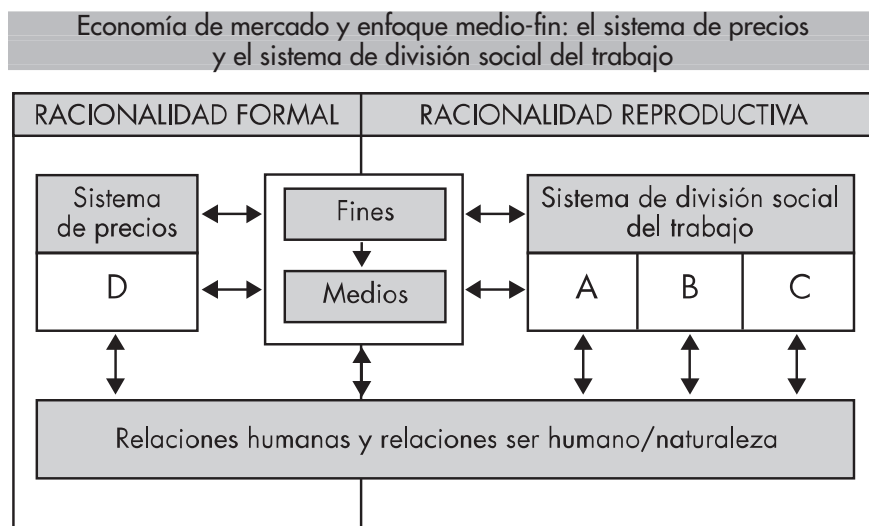 Economía de mercado y enfoque medio-fin: el sistema de precios
y el sistema de división social del trabajo
RACIONALIDAD FORMAL
RACIONALIDAD REPRODUCTIVA
Sistema
de precios
D
Fines
Medios
Sistema de división social
del trabajo
A
B
C
Relaciones humanas y relaciones ser humano/naturaleza